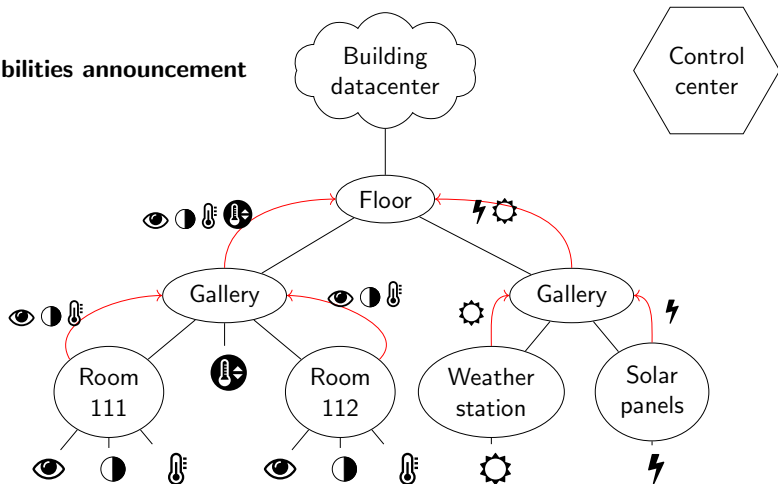 bilities announcement
Building
datacenter
Control
center
Floor
Gallery
Gallery
Room
111
Room
112
Weather
station
Solar
panels